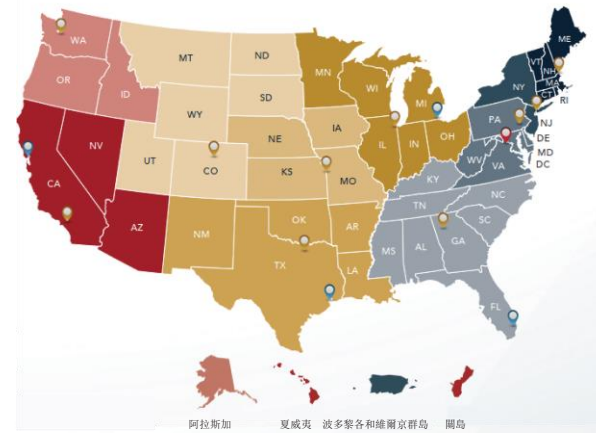 WA
OR
ID
MT
ND
SD
WY
NE
UT
CO
KS
NV
CA
AZ
NM
OK
TX
MN
WI
MI
IA
IL
IN
OH
MO
AR
LA
KY
TN
MS
AL
GA
NC
SC
FL
WV
VA
PA
NY
VT
NH
ME
MA
CT
RI
NJ
DE
MD
DC
阿拉斯加
夏威夷
波多黎各和維爾京群島
關島